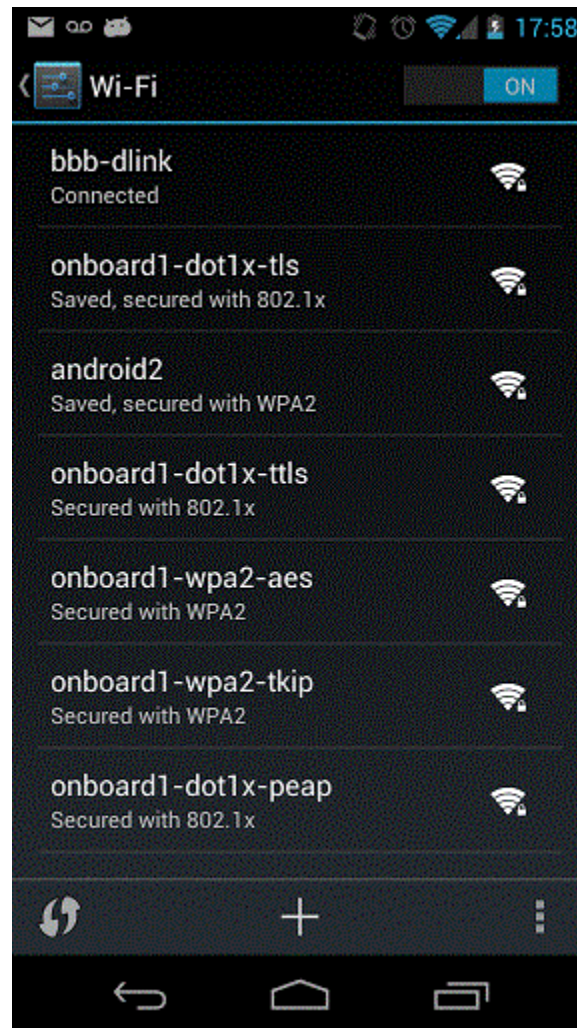 17:58
Wi-Fi
ON
bbb-dlink
Connected
onboard1-dot1x-tls
Saved, secured with 802.1x
android2
Saved, secured with WPA2
onboard1-dot1x-ttls
Secured with 802.1x
onboard1-wpa2-aes
Secured with WPA2
onboard1-wpa2-tkip
Secured with WPA2
onboard1-dot1x-peap
Secured with 802.1x